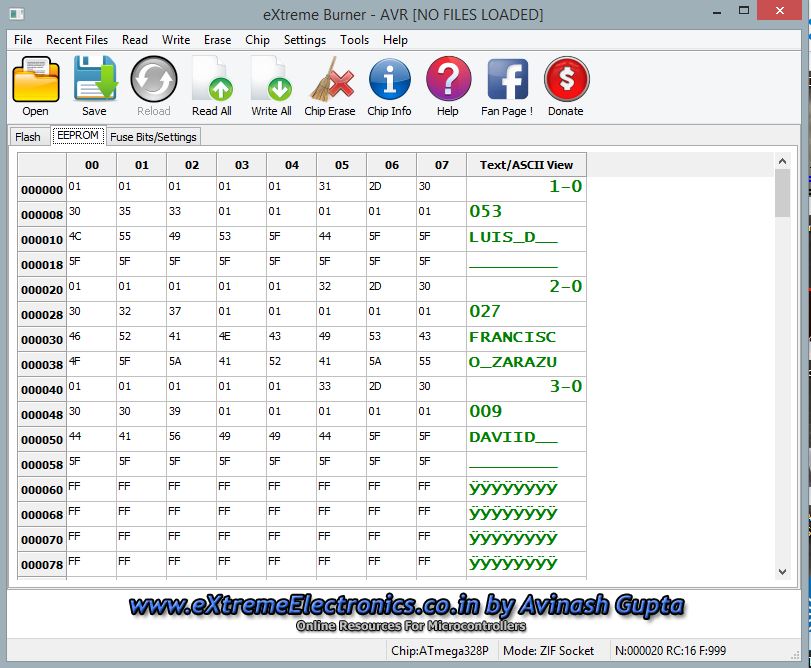 eXtreme Burner - AVR [NO FILES LOADED]
File Recent Files Read Write Erase Chip Settings Tools Help
Open Save Reload Read All Write All Chip Erase Chip Info Help Fan Page ! Donate
Flash EEPROM Fuse Bits/Settings
00 01 02 03 04 05 06 07 Text/ASCII View
000000 01 01 01 01 01 31 2D 30 1-0
000008 30 35 33 01 01 01 01 01 053
000010 4C 55 49 53 5F 44 5F 5F LUIS_D__
000018 5F 5F 5F 5F 5F 5F 5F 5F ________
000020 01 01 01 01 01 32 2D 30 2-0
000028 30 32 37 01 01 01 01 01 027
000030 46 52 41 4E 43 49 53 43 FRANCISC
000038 4F 5F 5A 41 52 41 5A 55 O_ZARAZU
000040 01 01 01 01 01 33 2D 30 3-0
000048 30 30 39 01 01 01 01 01 009
000050 44 41 56 49 49 44 5F 5F DAVIID__
000058 5F 5F 5F 5F 5F 5F 5F 5F ________
000060 FF FF FF FF FF FF FF FF ÿÿÿÿÿÿÿÿ
000068 FF FF FF FF FF FF FF FF ÿÿÿÿÿÿÿÿ
000070 FF FF FF FF FF FF FF FF ÿÿÿÿÿÿÿÿ
000078 FF FF FF FF FF FF FF FF ÿÿÿÿÿÿÿÿ
www.eXtremeElectronics.co.in by Avinash Gupta
Online Resources For Microcontrollers
Chip:ATmega328P Mode: ZIF Socket N:000020 RC:16 F:999